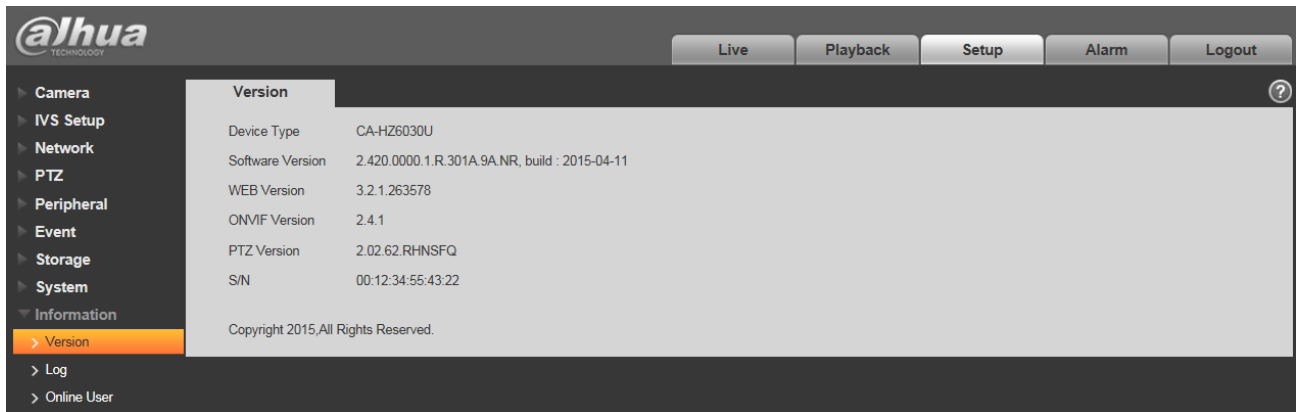 alhua
TECHNOLOGY
Live Playback Setup Alarm Logout
Camera
IVS Setup
Network
PTZ
Peripheral
Event
Storage
System
Information
> Version
> Log
> Online User
Version
?
Device Type CA-HZ6030U
Software Version 2.420.0000.1.R.301A.9A.NR, build : 2015-04-11
WEB Version 3.2.1.263578
ONVIF Version 2.4.1
PTZ Version 2.02.62.RHNSFQ
S/N 00:12:34:55:43:22
Copyright 2015,All Rights Reserved.